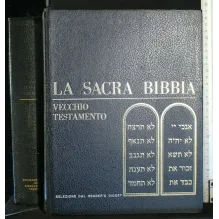 LA SACRA BIBBIA
VECCHIO
TESTAMENTO
אנכי יי
לא יהיה
לא תשא
זכור את
כבד את
לא תרצח
לא תנאף
לא תגנב
לא תענה
לא תחמד
SELEZIONE DAL READER'S DIGEST